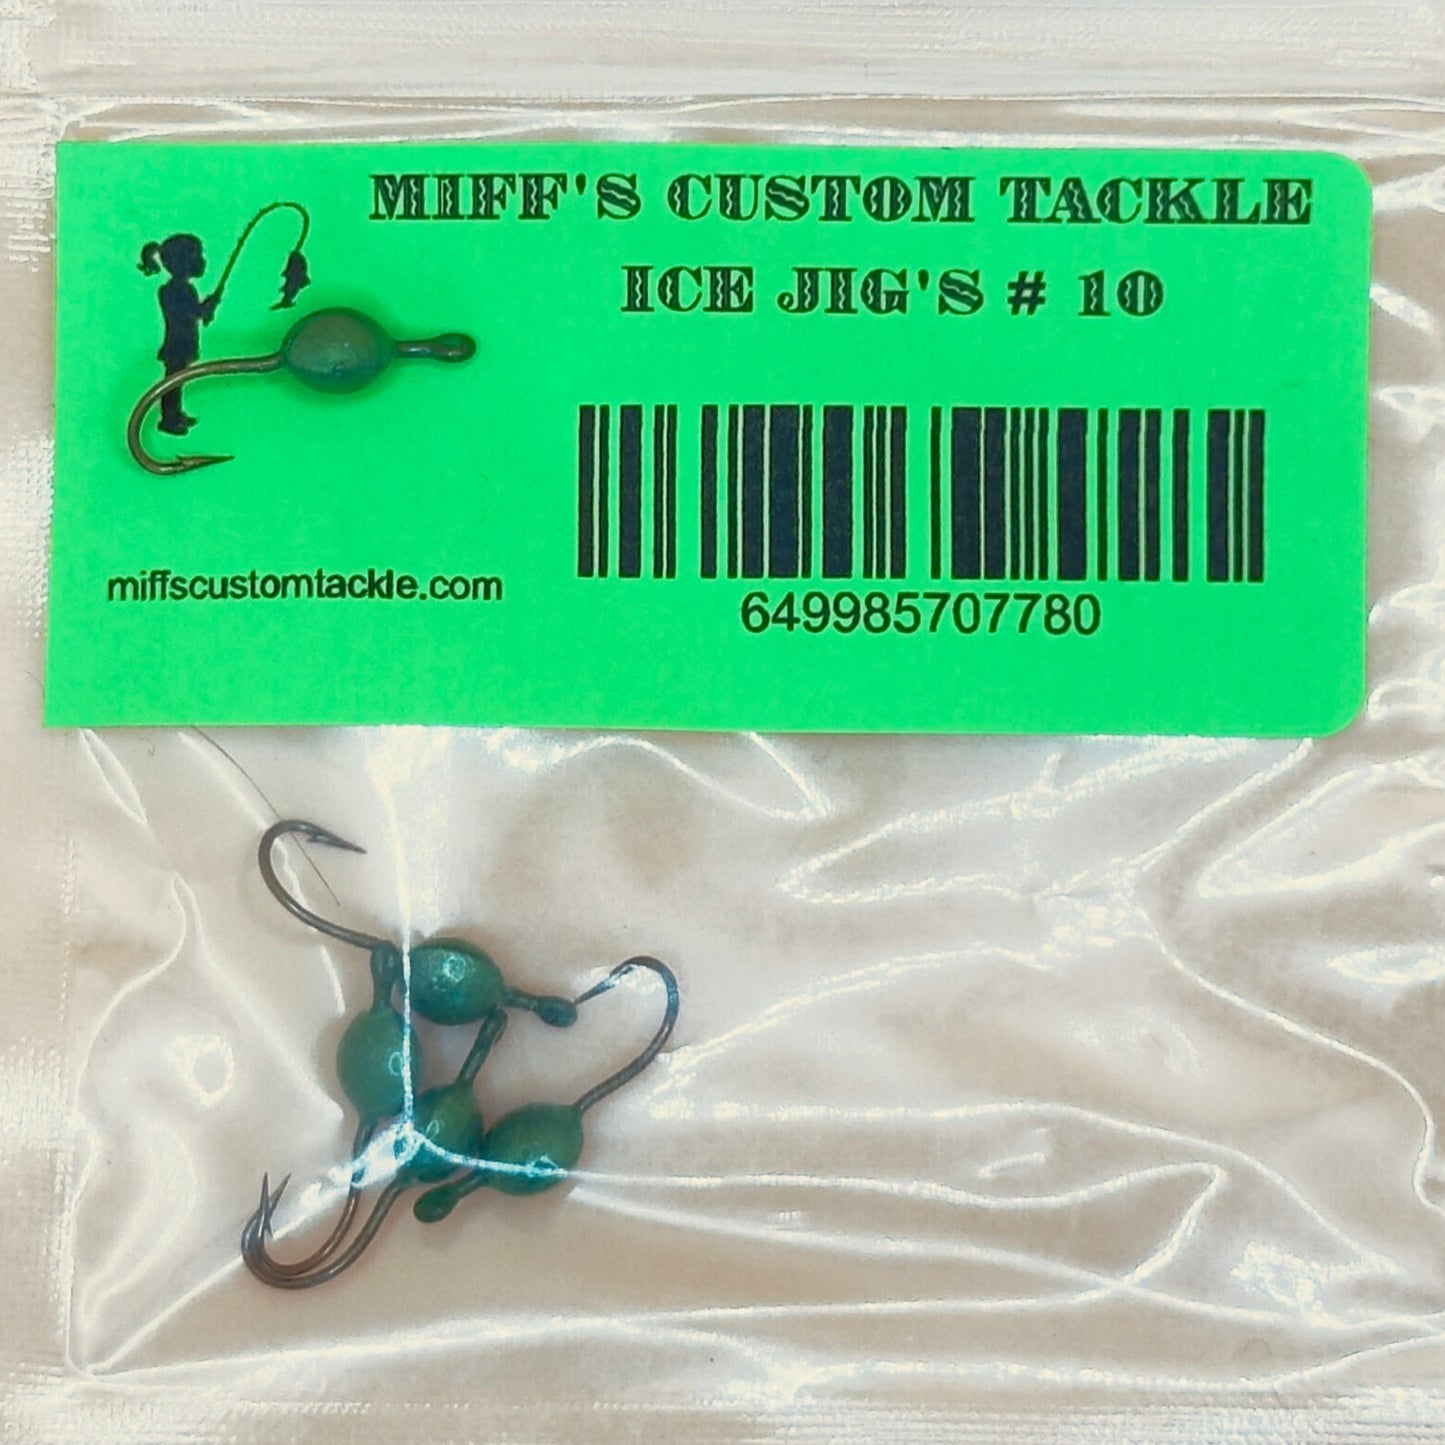 MIFF'S CUSTOM TACKLE
ICE JIG'S # 10
miffscustomtackle.com
649985707780